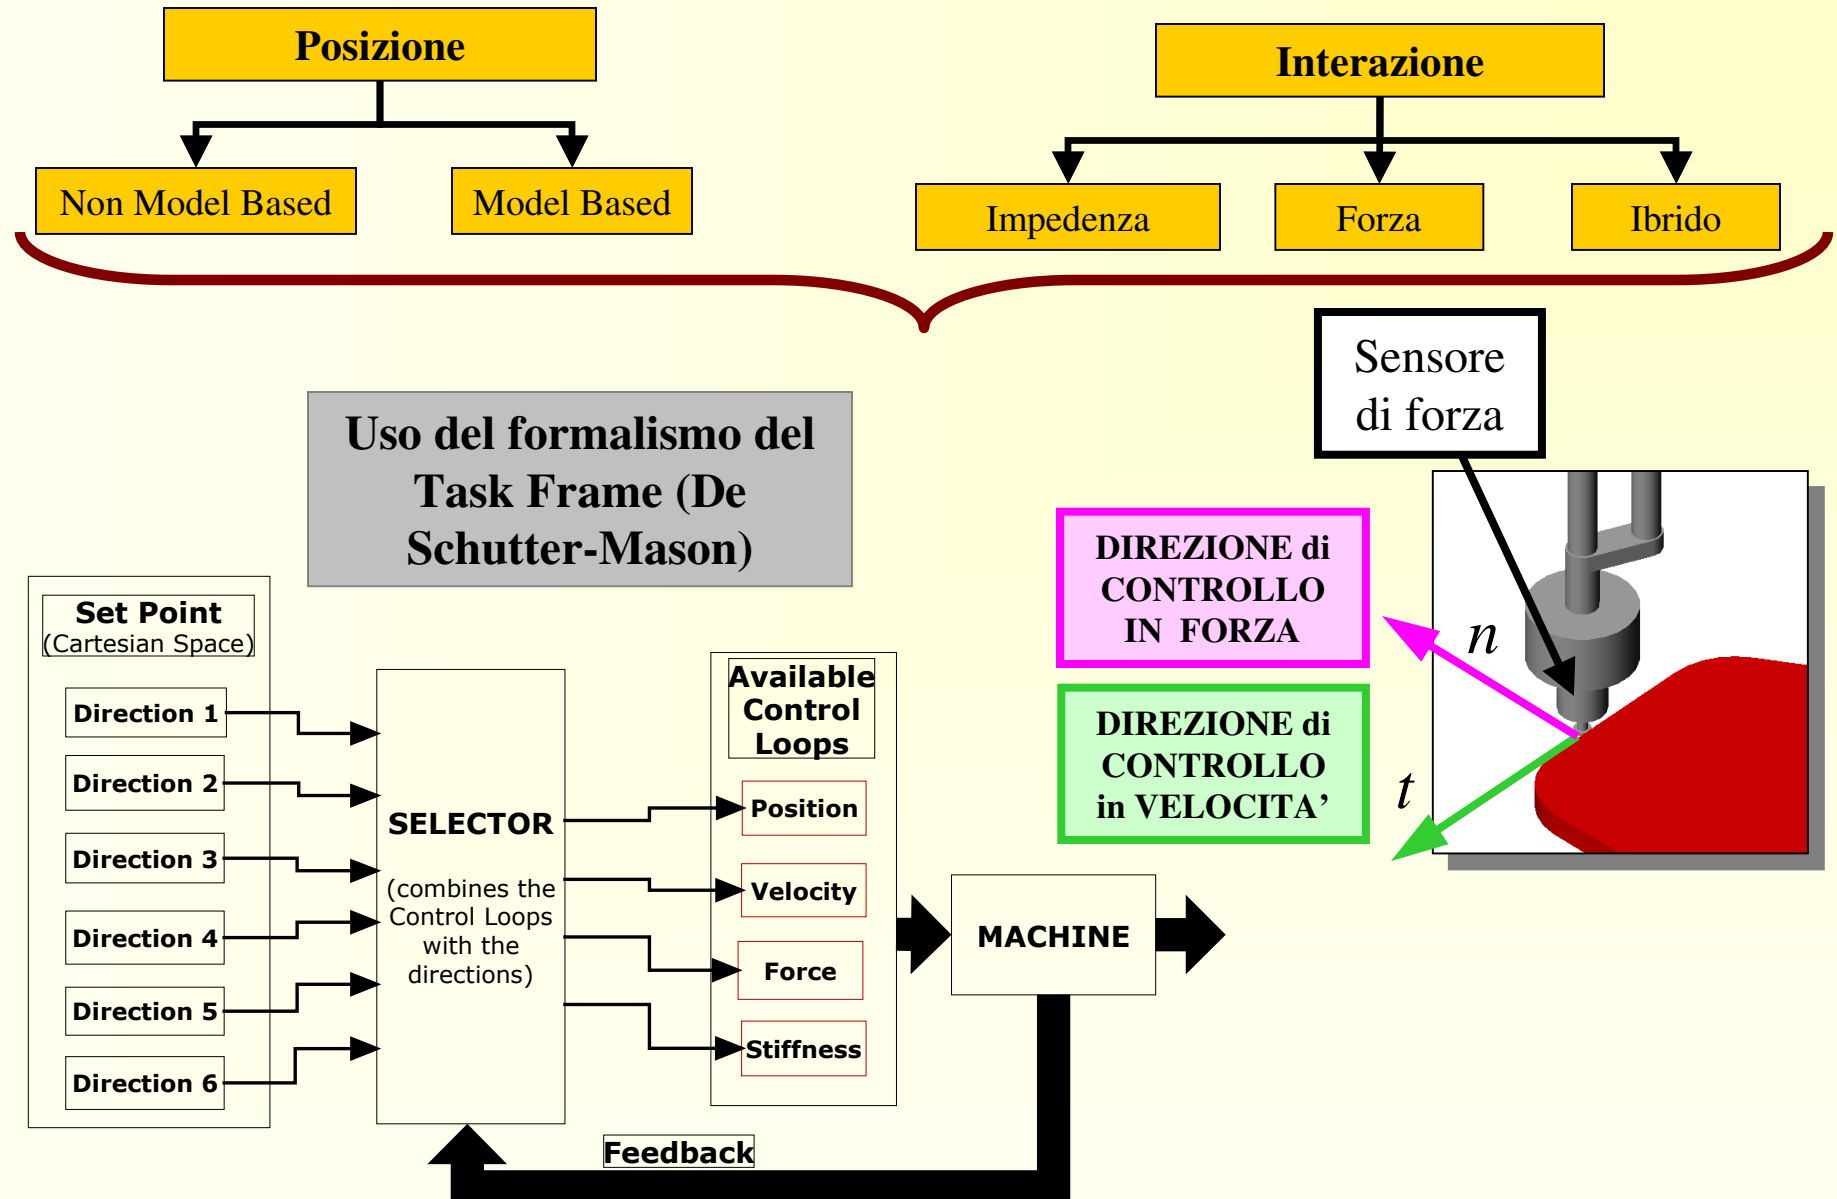 Posizione
Interazione
Non Model Based
Model Based
Impedenza
Forza
Ibrido
Sensore
di forza
Uso del formalismo del
Task Frame (De
Schutter-Mason)
DIREZIONE di
CONTROLLO
IN FORZA
n
DIREZIONE di
CONTROLLO
in VELOCITA’
t
Set Point
(Cartesian Space)
Direction 1
Direction 2
Direction 3
Direction 4
Direction 5
Direction 6
SELECTOR
(combines the
Control Loops
with the
directions)
Available
Control
Loops
Position
Velocity
Force
Stiffness
MACHINE
Feedback